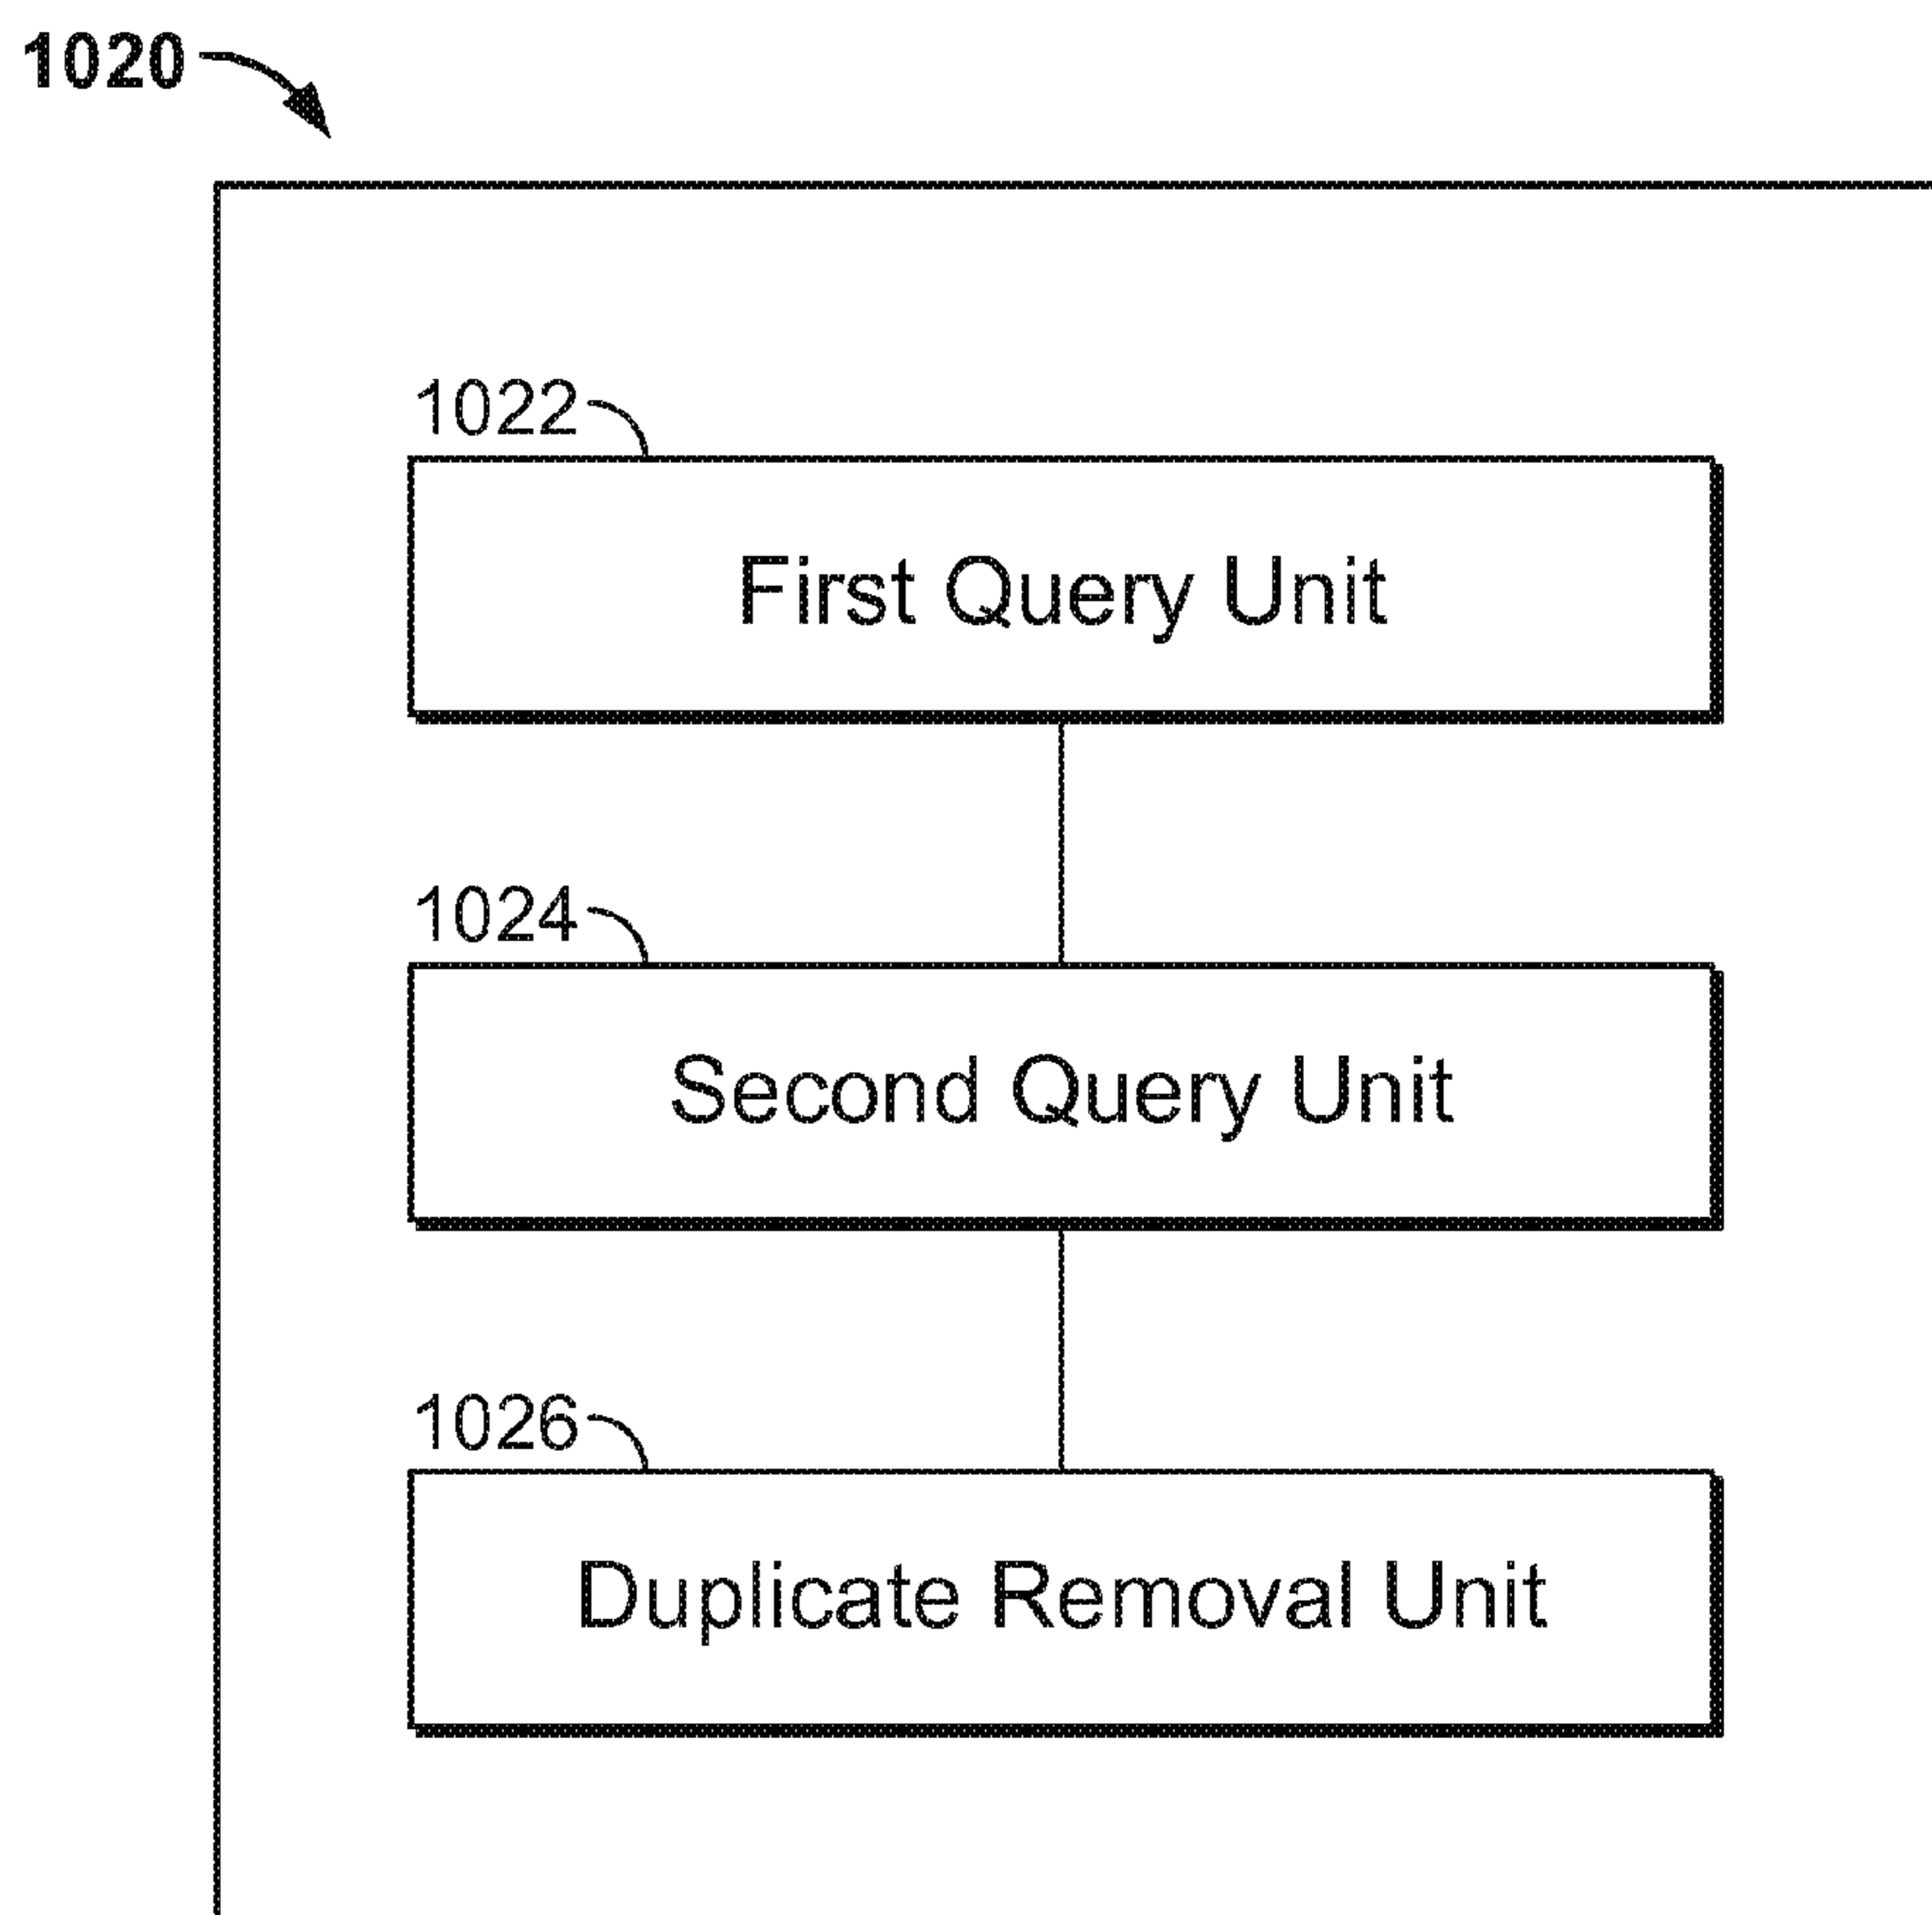 1020
1022
First Query Unit
1024
Second Query Unit
1026
Duplicate Removal Unit